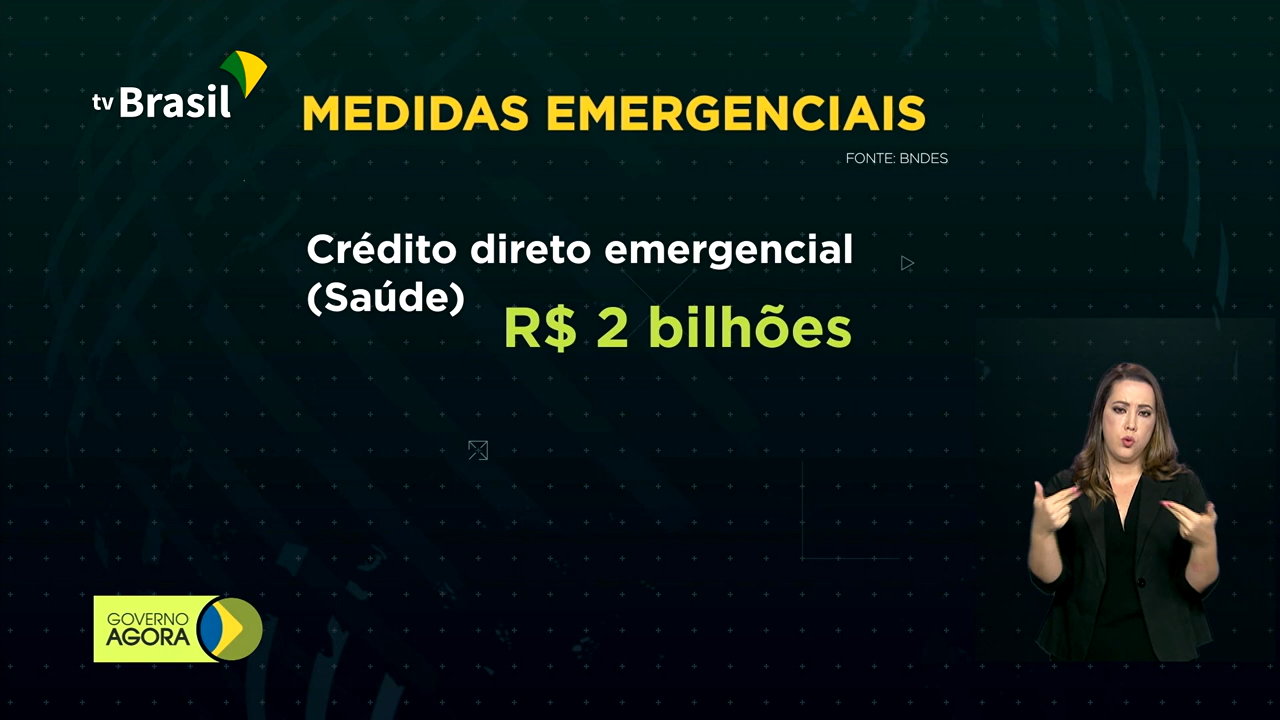 tv Brasil
MEDIDAS EMERGENCIAIS
FONTE: BNDES
Crédito direto emergencial
(Saúde)
R$ 2 bilhões
GOVERNO
AGORA